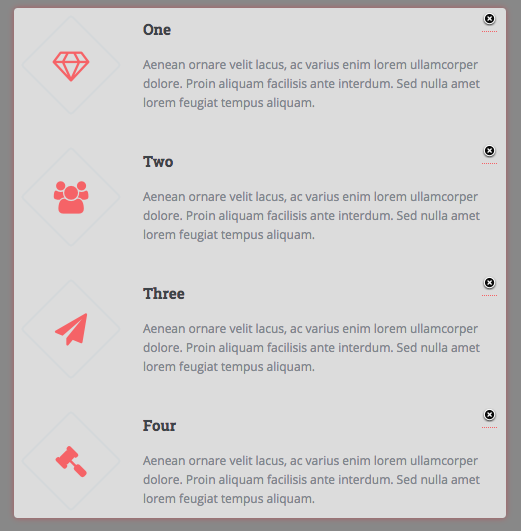 One
Aenean ornare velit lacus, ac varius enim lorem ullamcorper
dolore. Proin aliquam facilisis ante interdum. Sed nulla amet
lorem feugiat tempus aliquam.
Two
Aenean ornare velit lacus, ac varius enim lorem ullamcorper
dolore. Proin aliquam facilisis ante interdum. Sed nulla amet
lorem feugiat tempus aliquam.
Three
Aenean ornare velit lacus, ac varius enim lorem ullamcorper
dolore. Proin aliquam facilisis ante interdum. Sed nulla amet
lorem feugiat tempus aliquam.
Four
Aenean ornare velit lacus, ac varius enim lorem ullamcorper
dolore. Proin aliquam facilisis ante interdum. Sed nulla amet
lorem feugiat tempus aliquam.